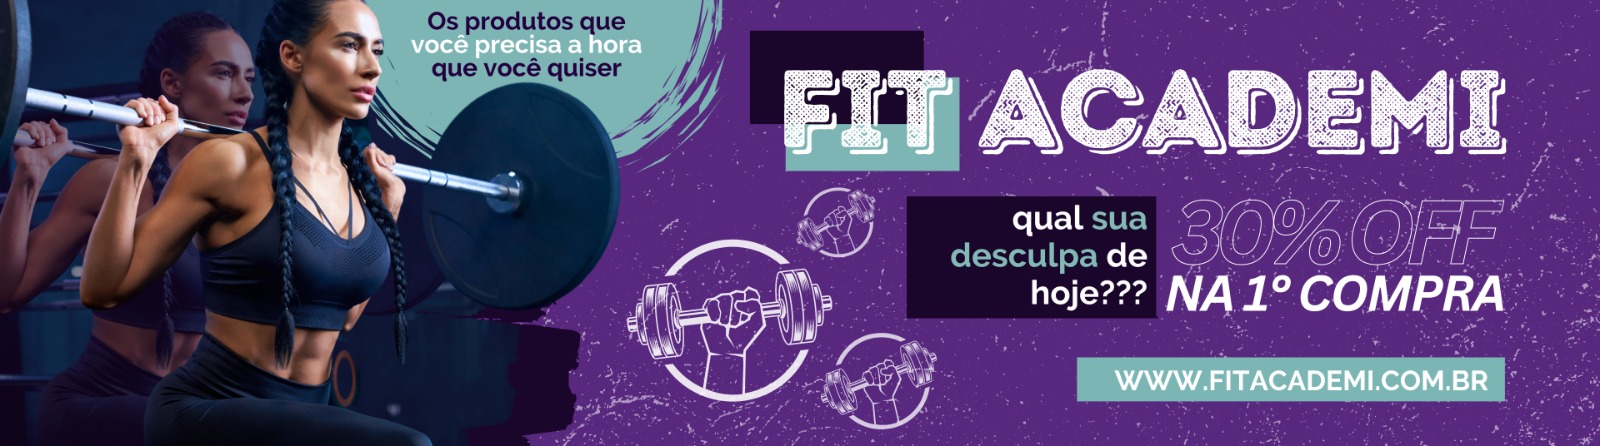 Os produtos que
você precisa a hora
que você quiser
FIT ACADEMI
qual sua
desculpa de
hoje???
30% OFF
NA 1º COMPRA
WWW.FITACADEMI.COM.BR